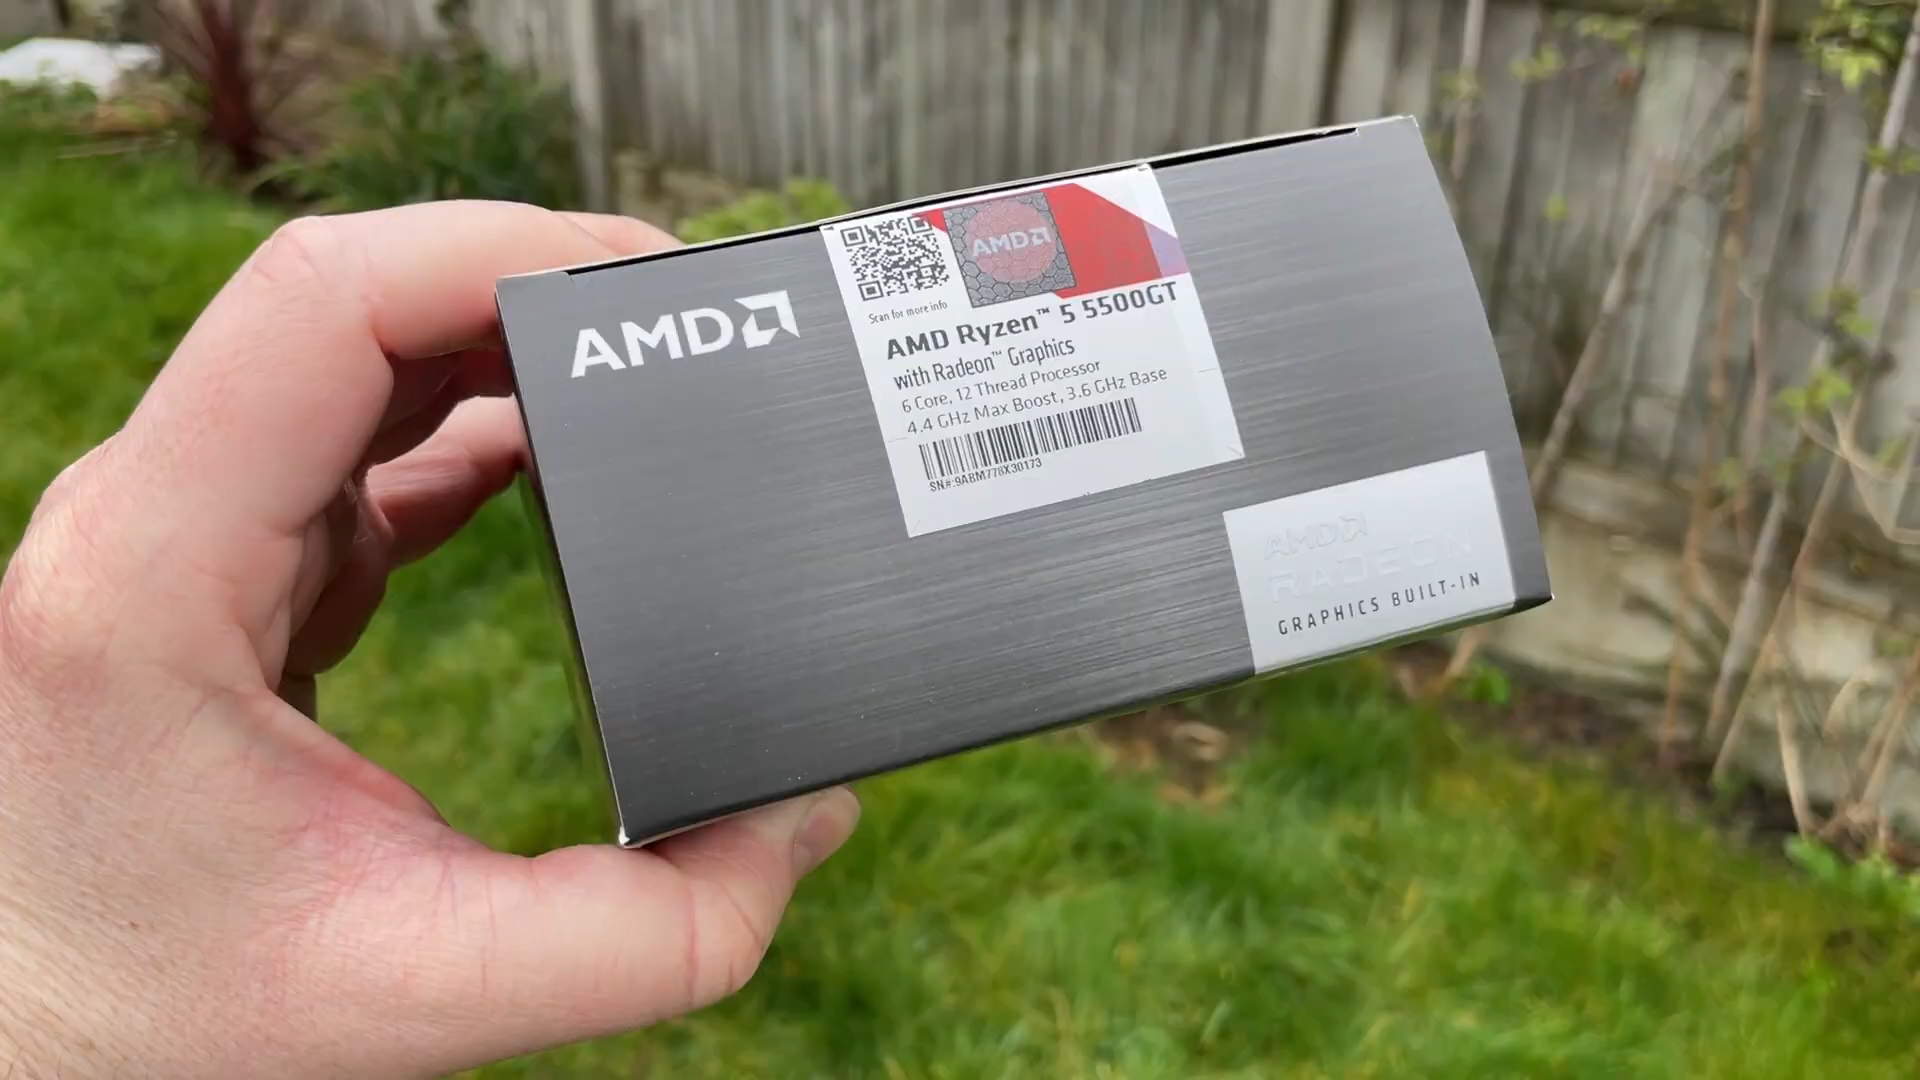 AMD
AMD
Scan for more info
AMD Ryzen™ 5 5500GT
with Radeon™ Graphics
6 Core, 12 Thread Processor
4.4 GHz Max Boost, 3.6 GHz Base
SN#:9ABM778X30173
AMD
RADEON
GRAPHICS BUILT-IN